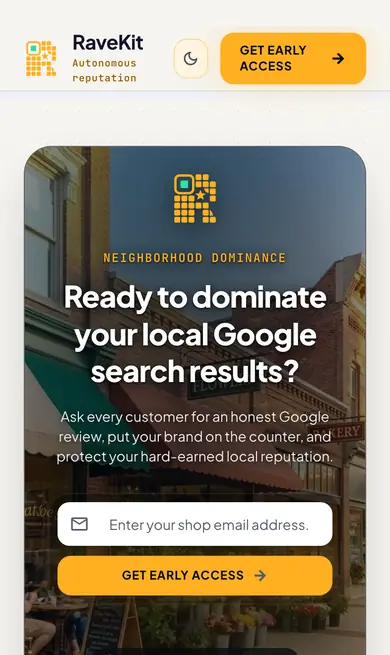 RaveKit
Autonomous
reputation
GET EARLY
ACCESS
NEIGHBORHOOD DOMINANCE
Ready to dominate
your local Google
search results?
Ask every customer for an honest Google
review, put your brand on the counter, and
protect your hard-earned local reputation.
Enter your shop email address.
GET EARLY ACCESS
BAKERY